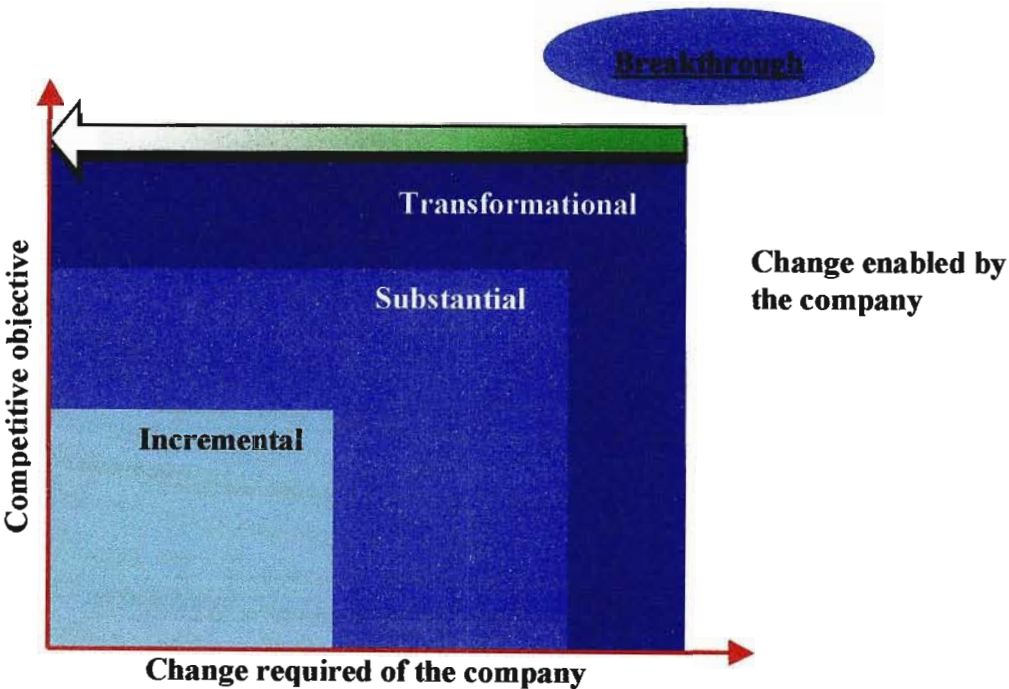 Breakthrough
Transformational
Change enabled by
the company
Substantial
Incremental
Competitive objective
Change required of the company